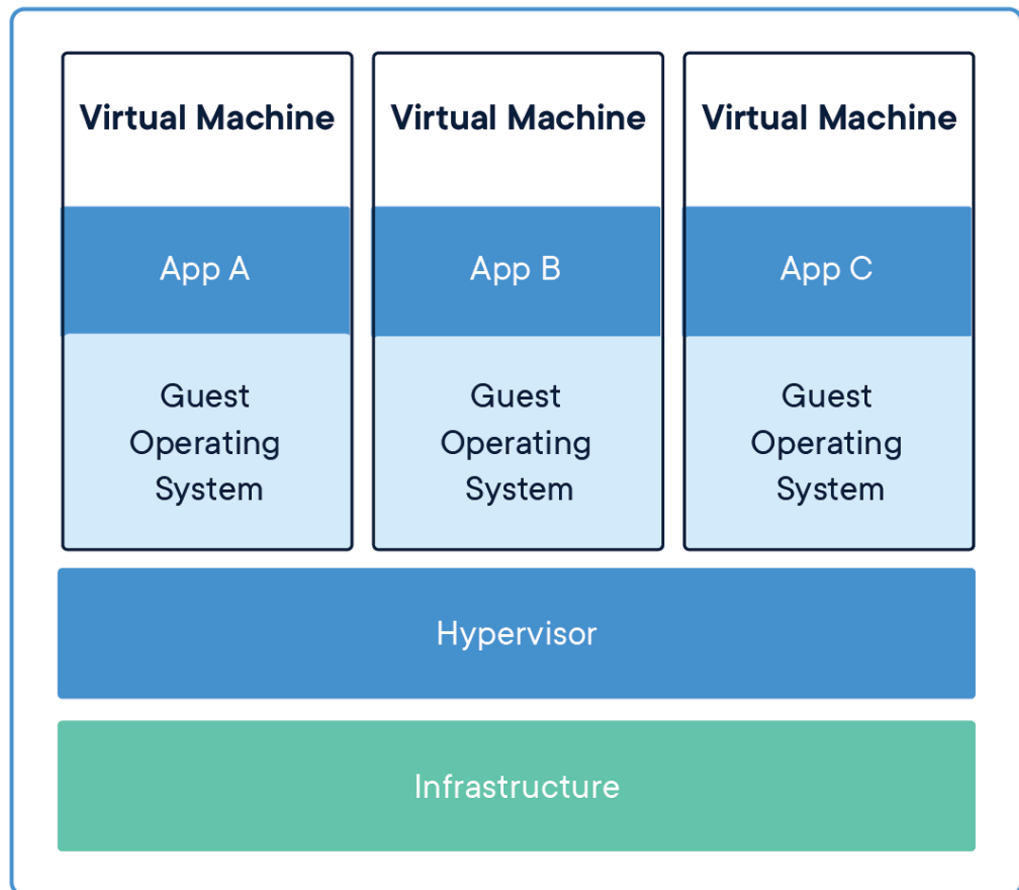 Virtual Machine
App A
Guest
Operating
System
Virtual Machine
App B
Guest
Operating
System
Virtual Machine
App C
Guest
Operating
System
Hypervisor
Infrastructure